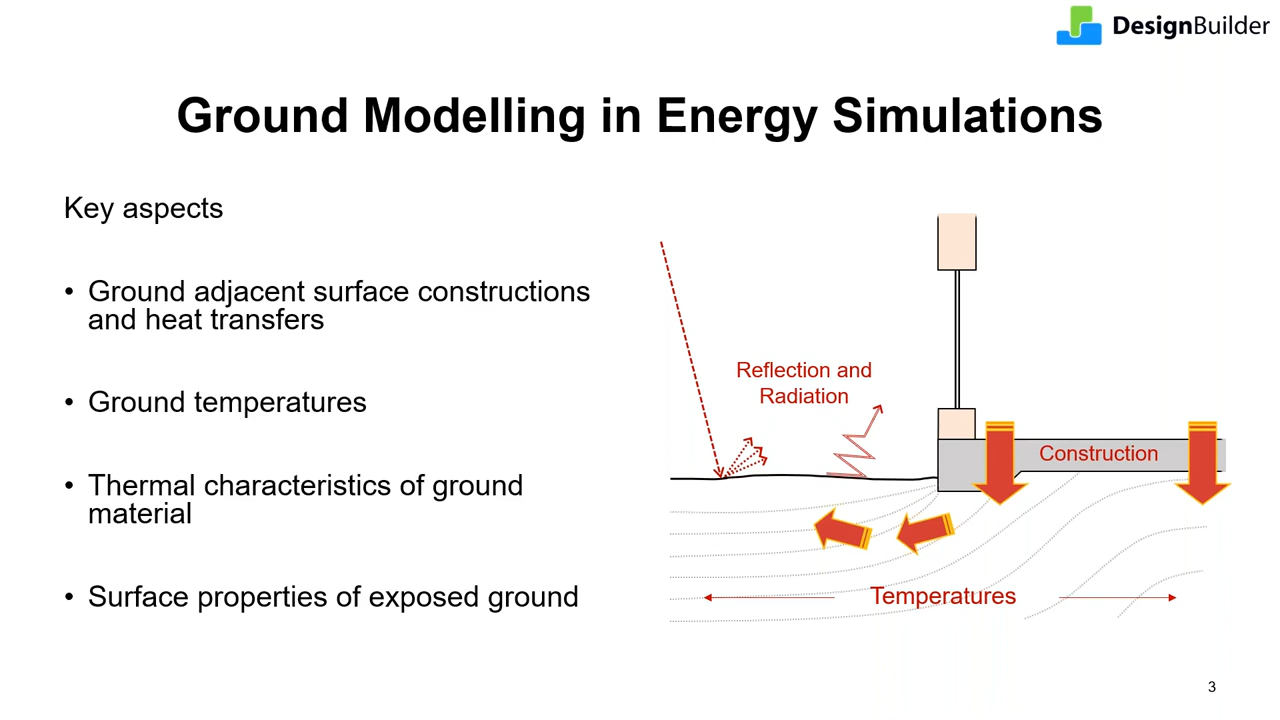 DesignBuilder
Ground Modelling in Energy Simulations
Key aspects
• Ground adjacent surface constructions
and heat transfers
• Ground temperatures
• Thermal characteristics of ground
material
• Surface properties of exposed ground
Reflection and
Radiation
Construction
Temperatures
3